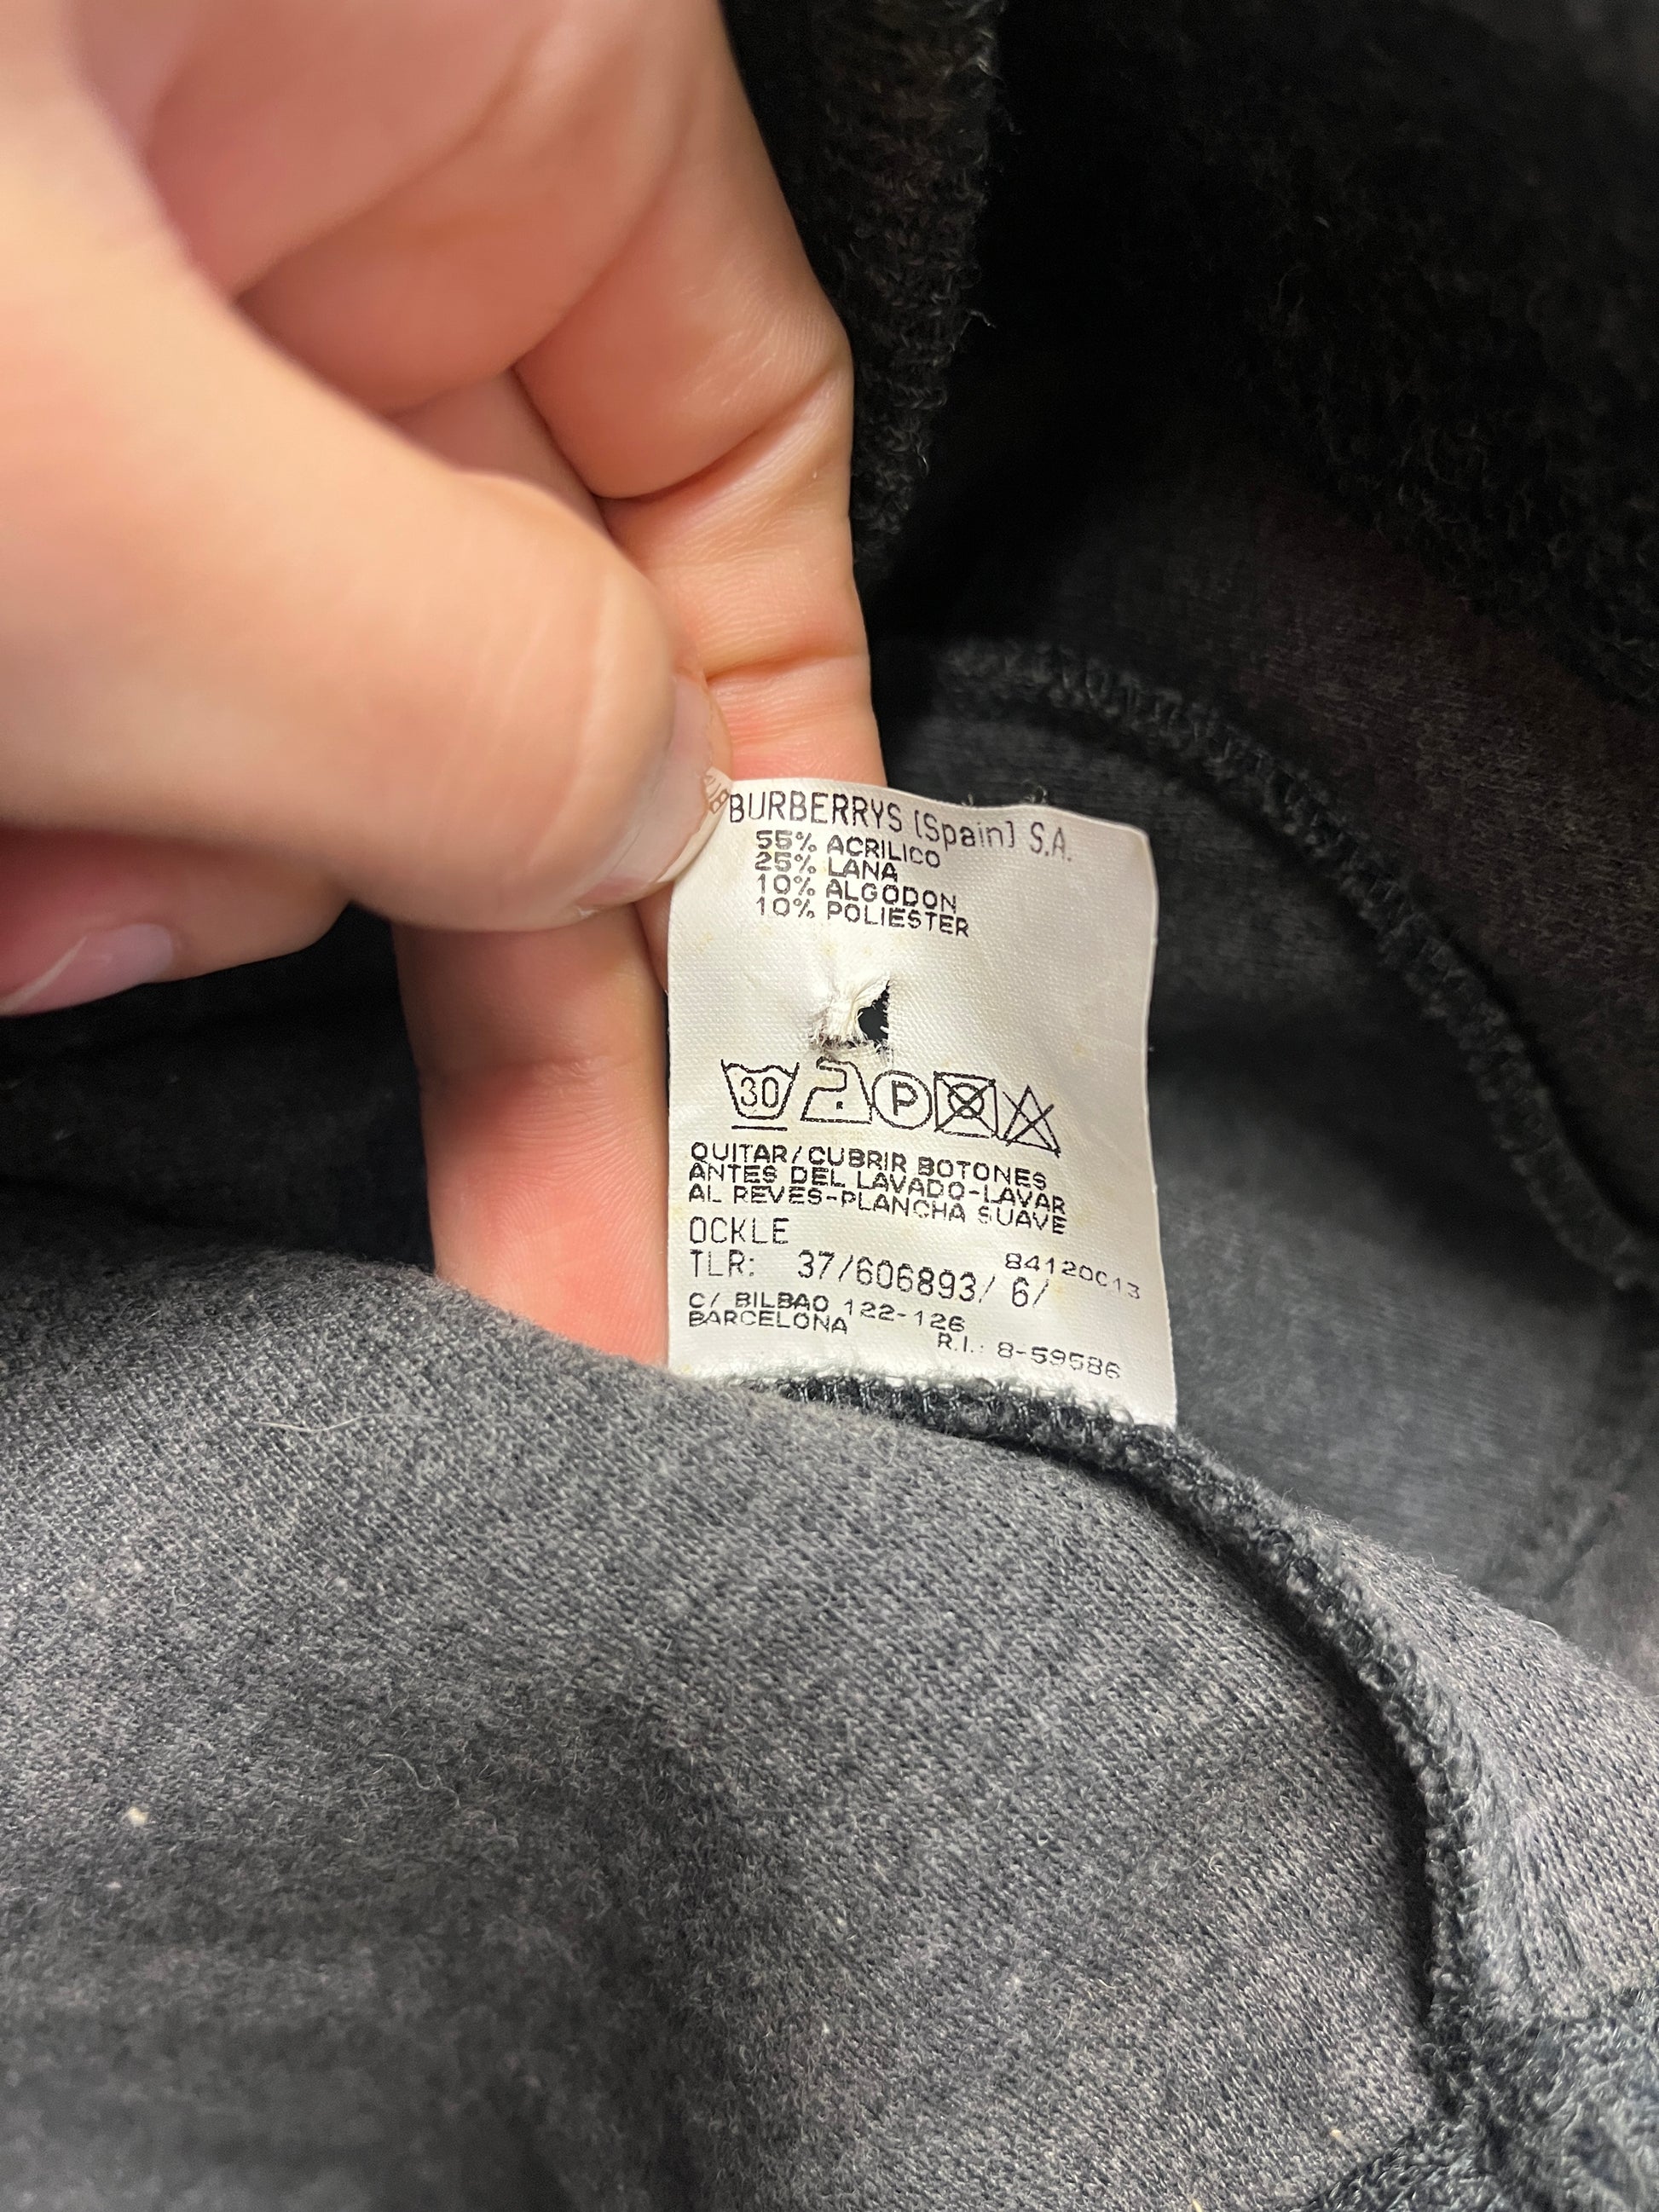 BURBERRYS (Spain) S.A.
55% ACRILICO
25% LANA
10% ALGODON
10% POLIESTER
30
P
QUITAR/CUBRIR BOTONES
ANTES DEL LAVADO-LAVAR
AL REVES-PLANCHA SUAVE
OCKLE
84120C13
TLR: 37/606893/ 6/
C/ BILBAO 122-126
BARCELONA
R.I.: 8-59586